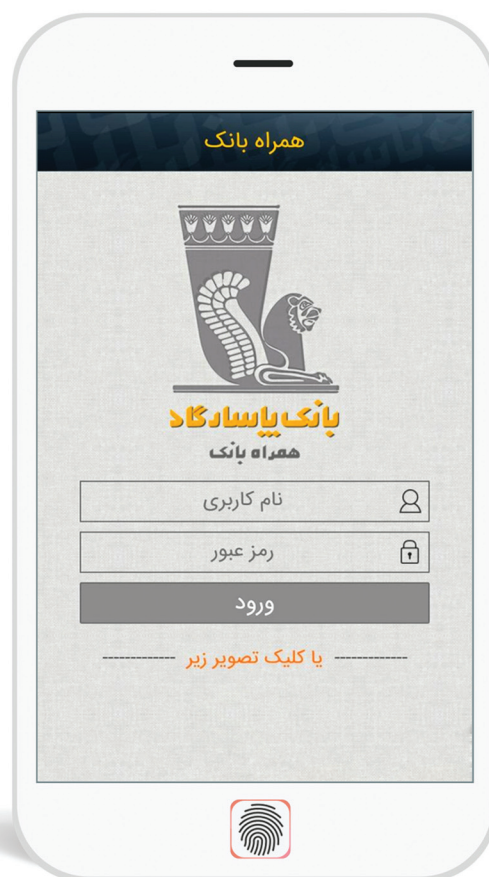 همراه بانک
بانک پاسارگاد
همراه بانک
نام کاربری
رمز عبور
ورود
------------- یا کلیک تصویر زیر -------------